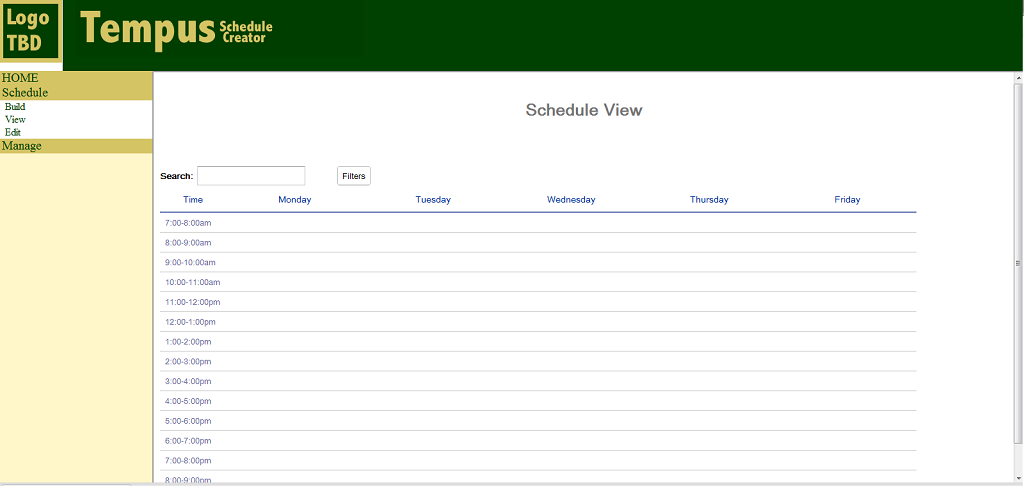 Logo
TBD
Tempus Schedule
Creator
HOME
Schedule
Build
View
Edit
Manage
Schedule View
Search:
Filters
Time Monday Tuesday Wednesday Thursday Friday
7:00-8:00am
8:00-9:00am
9:00-10:00am
10:00-11:00am
11:00-12:00pm
12:00-1:00pm
1:00-2:00pm
2:00-3:00pm
3:00-4:00pm
4:00-5:00pm
5:00-6:00pm
6:00-7:00pm
7:00-8:00pm
8:00-9:00pm